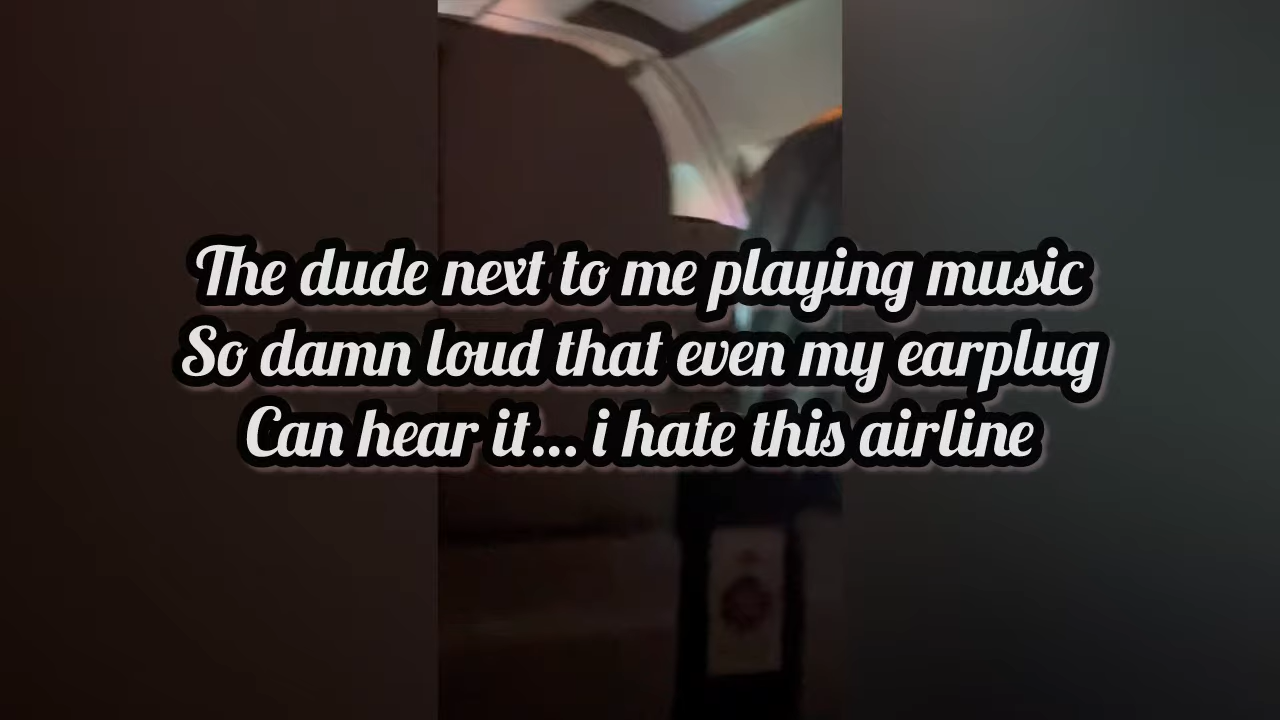 The dude next to me playing music
So damn loud that even my earplug
Can hear it... i hate this airline